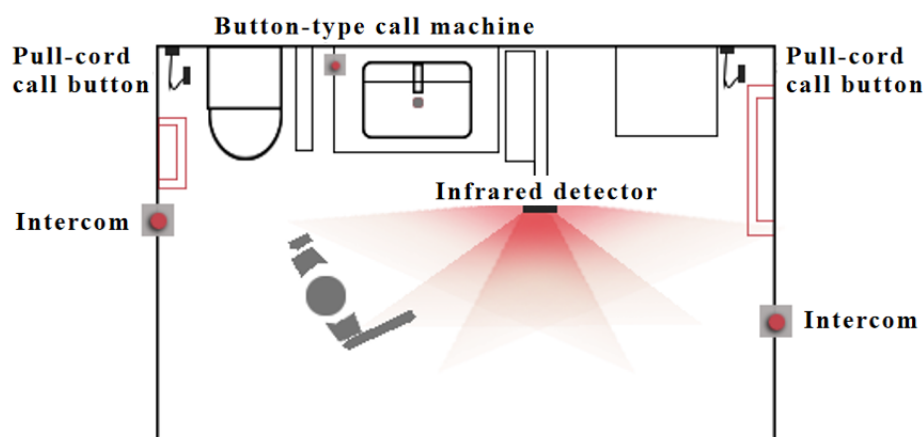 Button-type call machine
Pull-cord
call button
Pull-cord
call button
Infrared detector
Intercom
Intercom